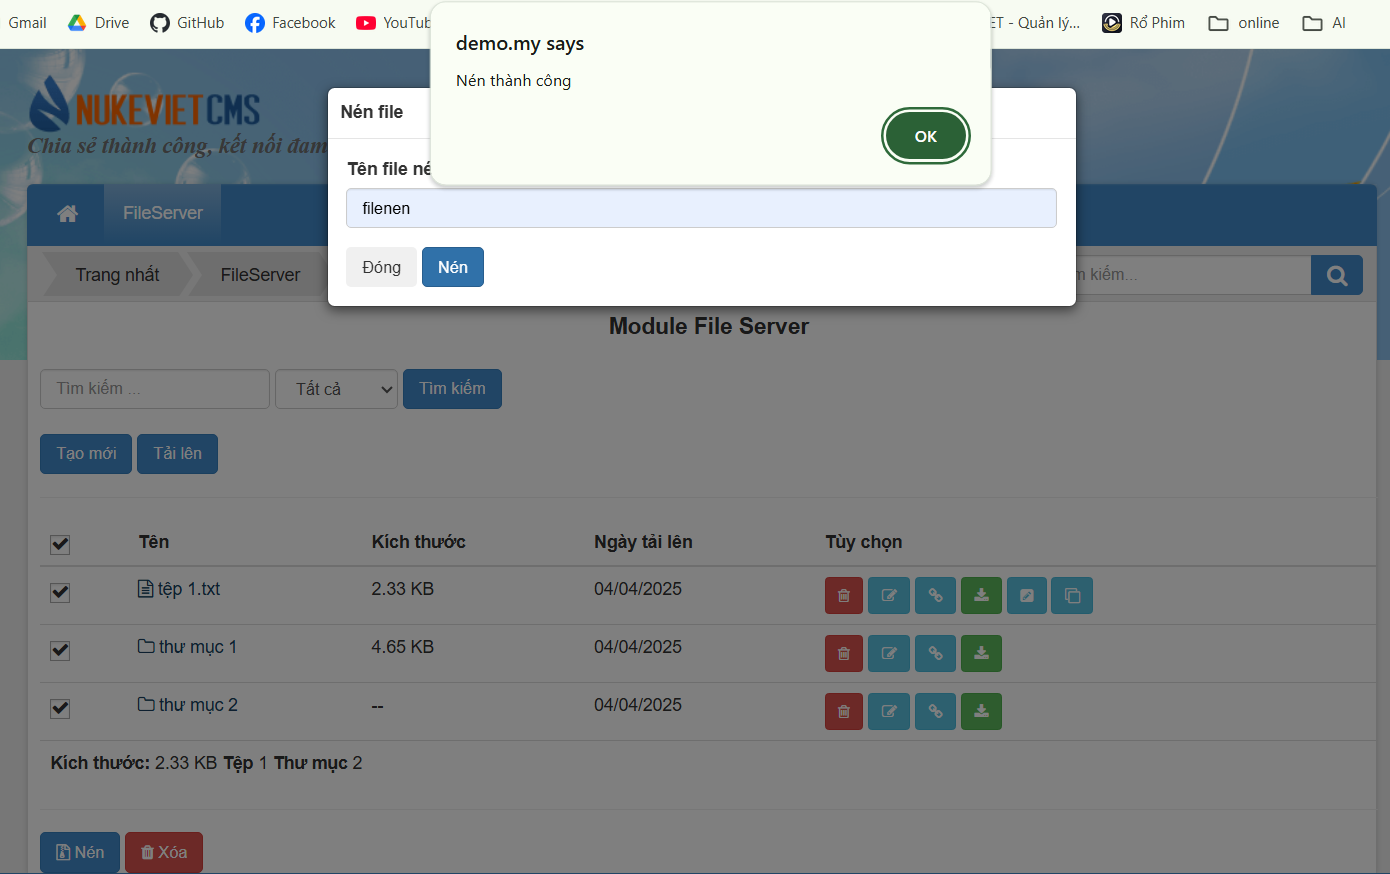 Gmail Drive GitHub Facebook YouTub ET - Quản lý... Rổ Phim online AI
demo.my says
Nén thành công
OK
NUKEVIETCMS
Chia sẻ thành công, kết nối đam
Nén file
Tên file né
filenen
Đóng Nén
FileServer
Trang nhất FileServer
m kiếm...
Module File Server
Tìm kiếm ... Tất cả Tìm kiếm
Tạo mới Tải lên
Tên Kích thước Ngày tải lên Tùy chọn
tệp 1.txt 2.33 KB 04/04/2025
thư mục 1 4.65 KB 04/04/2025
thư mục 2 -- 04/04/2025
Kích thước: 2.33 KB Tệp 1 Thư mục 2
Nén Xóa